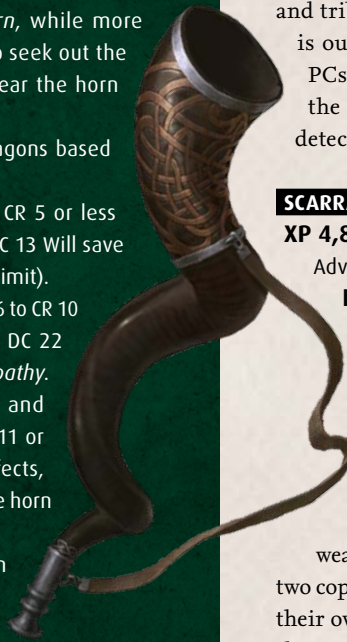 rn, while more
o seek out the
ear the horn
agons based
CR 5 or less
C 13 Will save
imit).
6 to CR 10
DC 22
pathy.
and
11 or
fects,
e horn
n
and trib
is ou
PCs
the
detec
SCARR
XP 4,8
Adv
wea
two cop
their ov